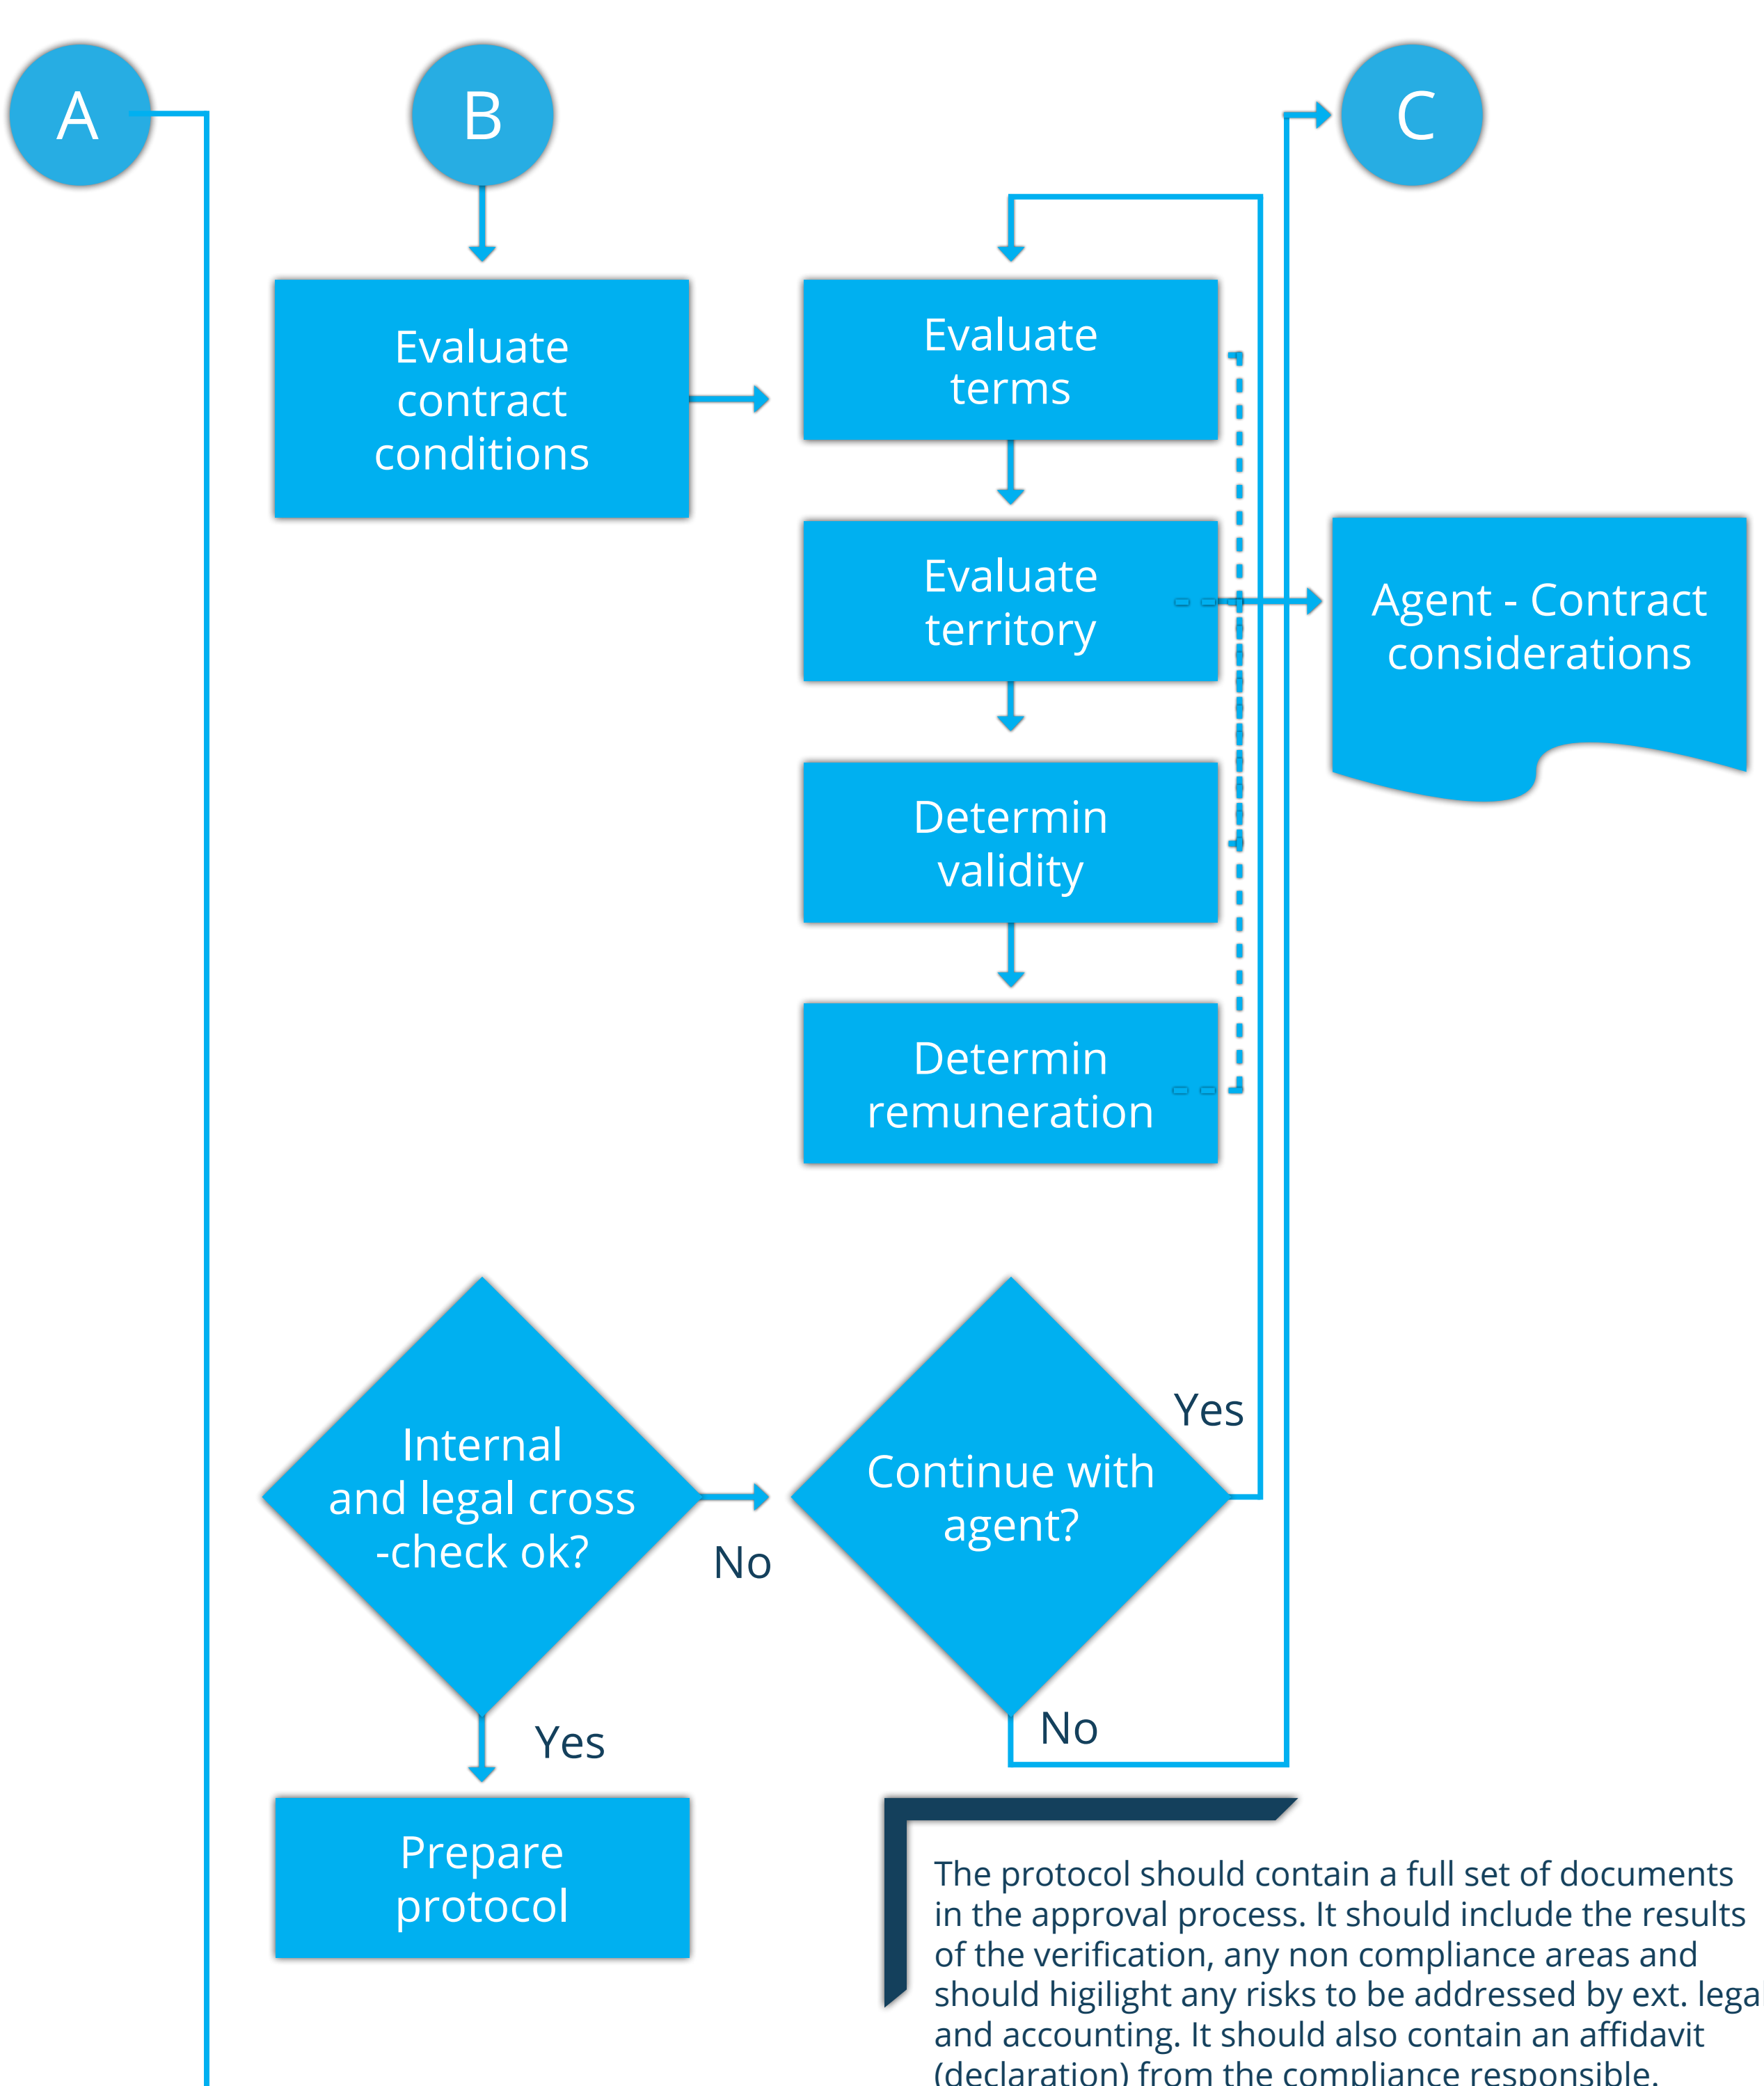 A
B
C
Evaluate
contract
conditions
Evaluate
terms
Evaluate
territory
Agent - Contract
considerations
Determin
validity
Determin
remuneration
Internal
and legal cross
-check ok?
No
Continue with
agent?
Yes
No
Yes
Prepare
protocol
The protocol should contain a full set of documents
in the approval process. It should include the results
of the verification, any non compliance areas and
should higilight any risks to be addressed by ext. lega
and accounting. It should also contain an affidavit
(declaration) from the compliance responsible.